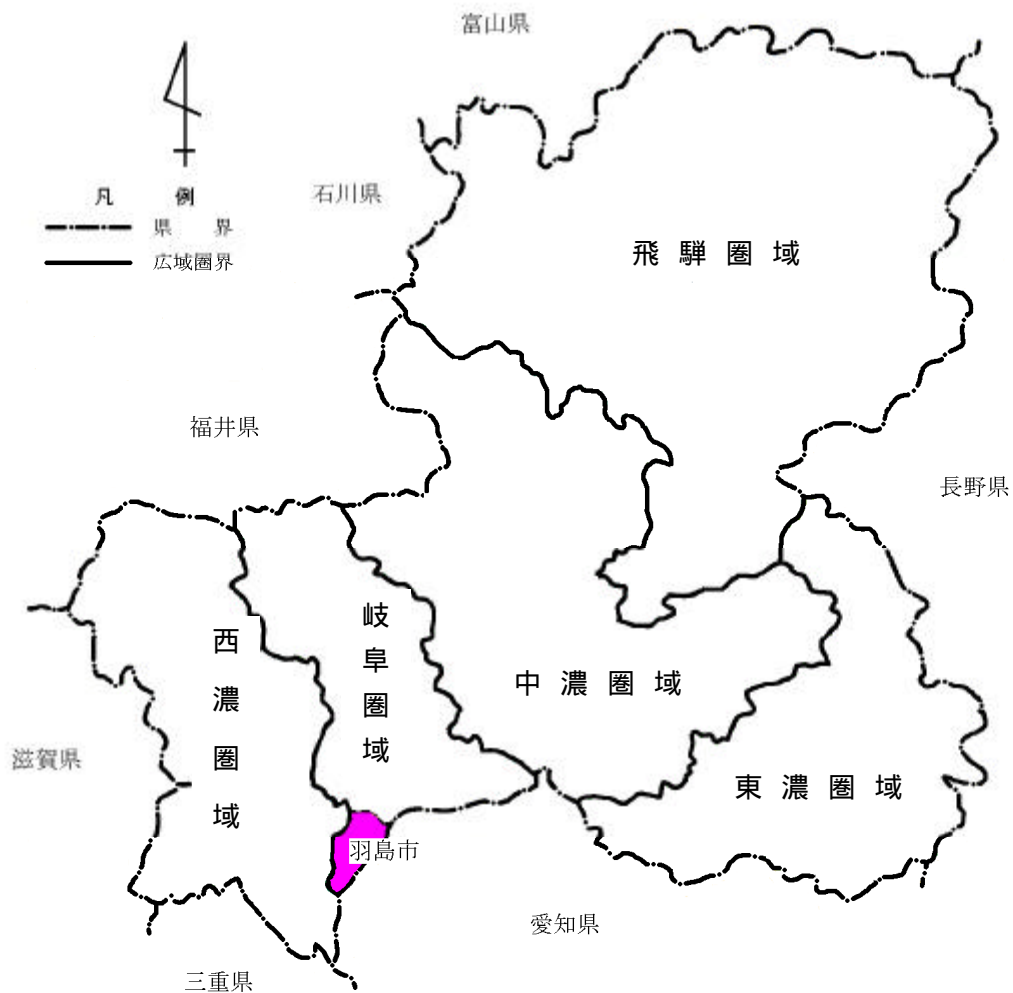 富山県
石川県
凡 例
県 界
広域圏界
飛騨圏域
福井県
長野県
岐阜圏域
西濃圏域
中濃圏域
滋賀県
東濃圏域
羽島市
愛知県
三重県